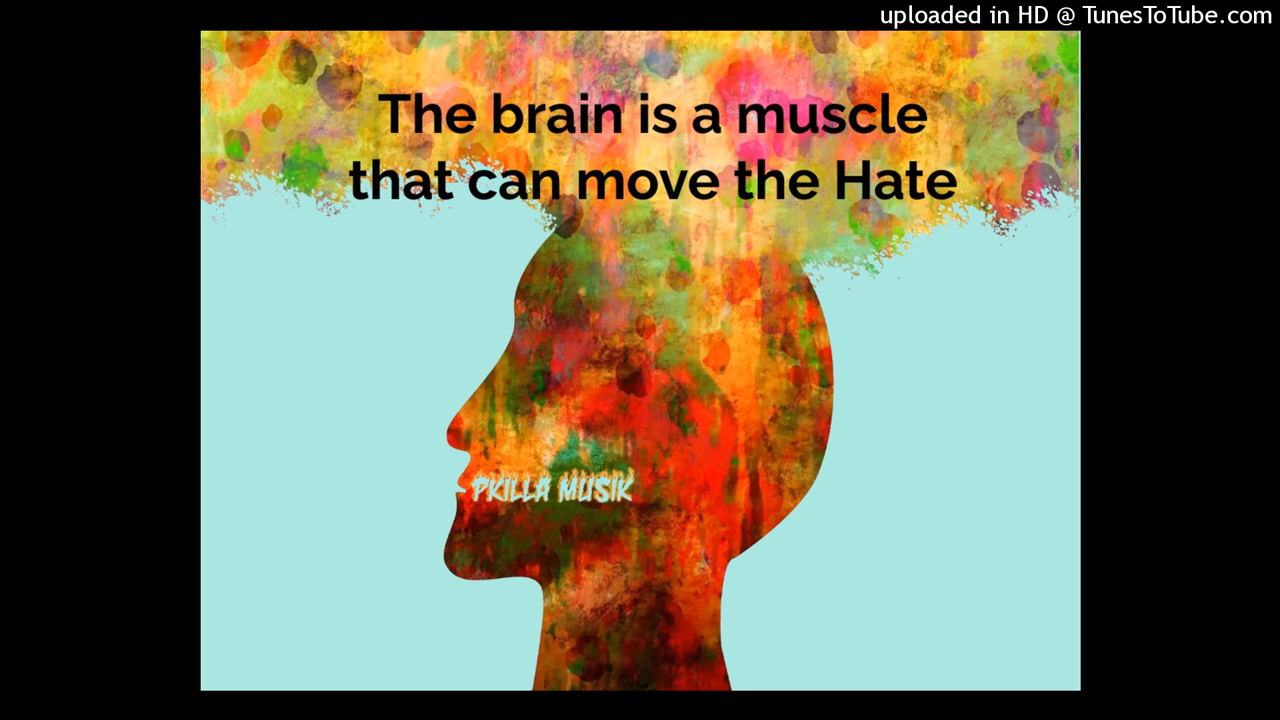 uploaded in HD @ TunesToTube.com
The brain is a muscle
that can move the Hate
- PKILLA MUSIK